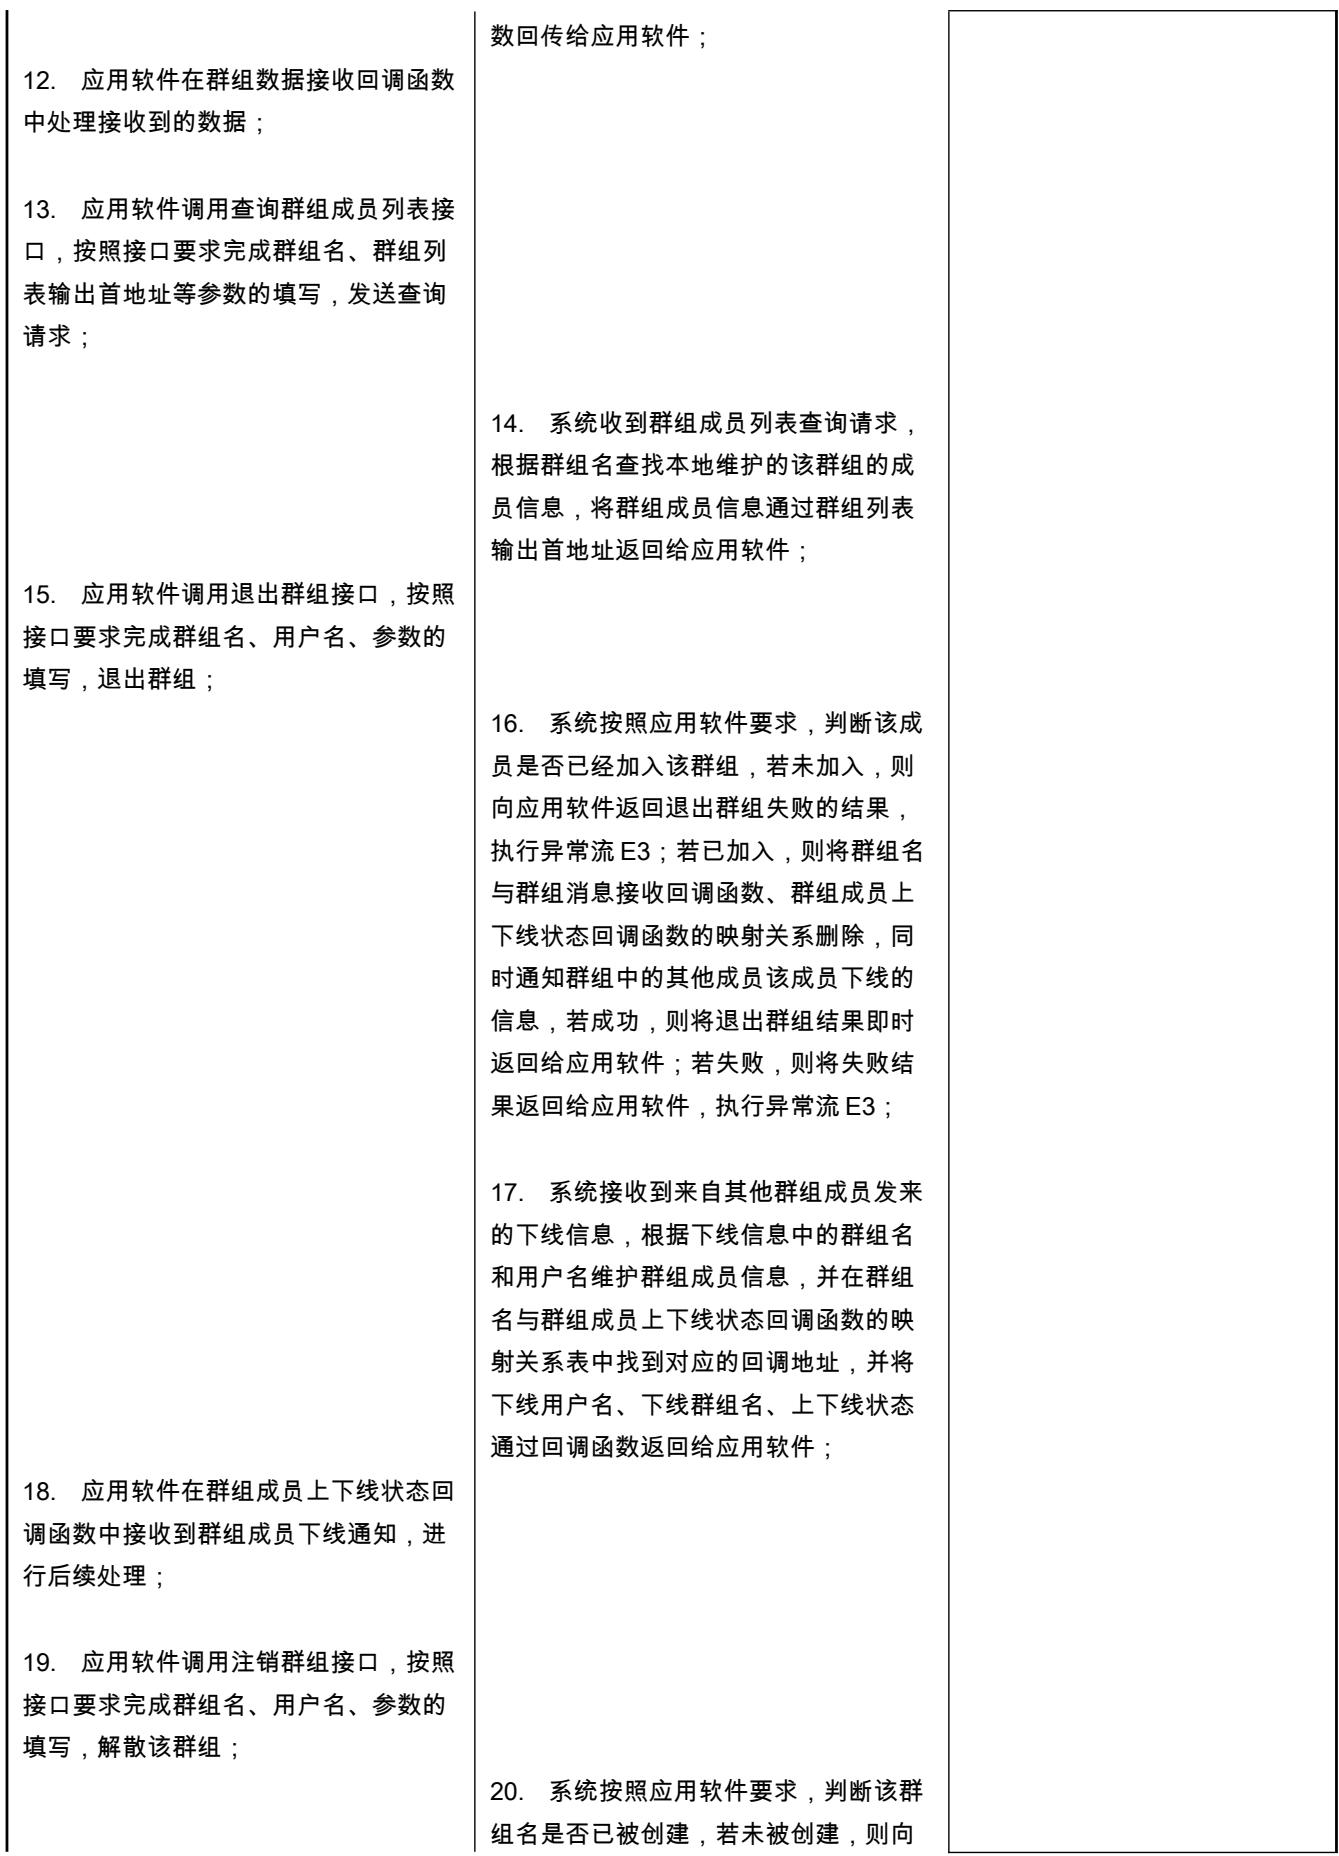 数回传给应用软件；
12. 应用软件在群组数据接收回调函数
中处理接收到的数据；
13. 应用软件调用查询群组成员列表接
口，按照接口要求完成群组名、群组列
表输出首地址等参数的填写，发送查询
请求；
14. 系统收到群组成员列表查询请求，
根据群组名查找本地维护的该群组的成
员信息，将群组成员信息通过群组列表
输出首地址返回给应用软件；
15. 应用软件调用退出群组接口，按照
接口要求完成群组名、用户名、参数的
填写，退出群组；
16. 系统按照应用软件要求，判断该成
员是否已经加入该群组，若未加入，则
向应用软件返回退出群组失败的结果，
执行异常流 E3；若已加入，则将群组名
与群组消息接收回调函数、群组成员上
下线状态回调函数的映射关系删除，同
时通知群组中的其他成员该成员下线的
信息，若成功，则将退出群组结果即时
返回给应用软件；若失败，则将失败结
果返回给应用软件，执行异常流 E3；
17. 系统接收到来自其他群组成员发来
的下线信息，根据下线信息中的群组名
和用户名维护群组成员信息，并在群组
名与群组成员上下线状态回调函数的映
射关系表中找到对应的回调地址，并将
下线用户名、下线群组名、上下线状态
通过回调函数返回给应用软件；
18. 应用软件在群组成员上下线状态回
调函数中接收到群组成员下线通知，进
行后续处理；
19. 应用软件调用注销群组接口，按照
接口要求完成群组名、用户名、参数的
填写，解散该群组；
20. 系统按照应用软件要求，判断该群
组名是否已被创建，若未被创建，则向